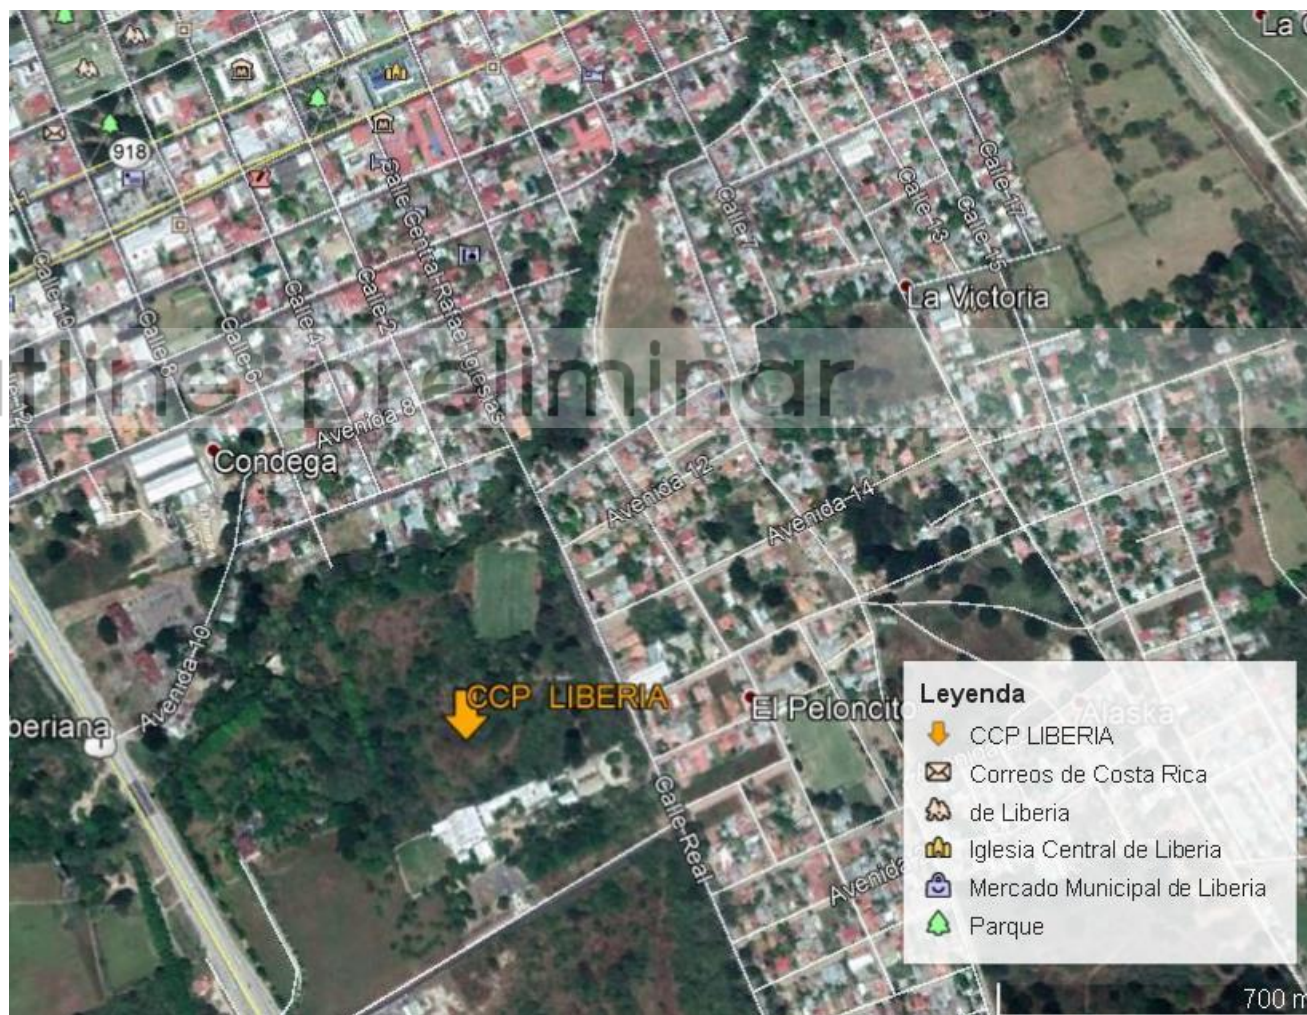 La
918
Calle 10
Calle 8
Calle 6
Calle 4
Calle 2
Calle Central Rafael Iglesias
Calle 7
Calle 13
Calle 15
Calle 17
La Victoria
tline preliminar
Avenida 8
Condega
Avenida 12
Avenida 14
Avenida 10
CCP LIBERIA
El Peloncito
beriana
1
Calle Real
Avenida
Alaska
Leyenda
CCP LIBERIA
Correos de Costa Rica
de Liberia
Iglesia Central de Liberia
Mercado Municipal de Liberia
Parque
700 m